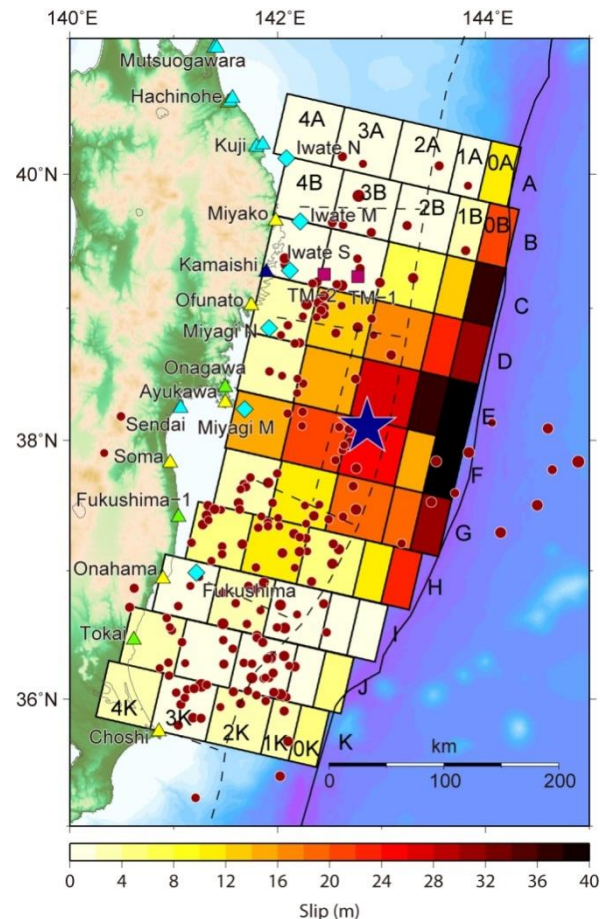 140°E 142°E 144°E
Mutsuogawara
Hachinohe
4A 3A 2A 1A 0A A
Kuji Iwate N
40°N
4B 3B 2B 1B 0B B
Miyako Iwate M
Kamaishi Iwate S C
TM-2 TM-1
Ofunato
Miyagi N D
Onagawa
Ayukawa E
Sendai Miyagi M
38°N
Soma F
Fukushima-1 G
Onahama Fukushima H
Tokai I
36°N
J
4K 3K 2K 1K 0K K
Choshi
km
0 100 200
0 4 8 12 16 20 24 28 32 36 40
Slip (m)